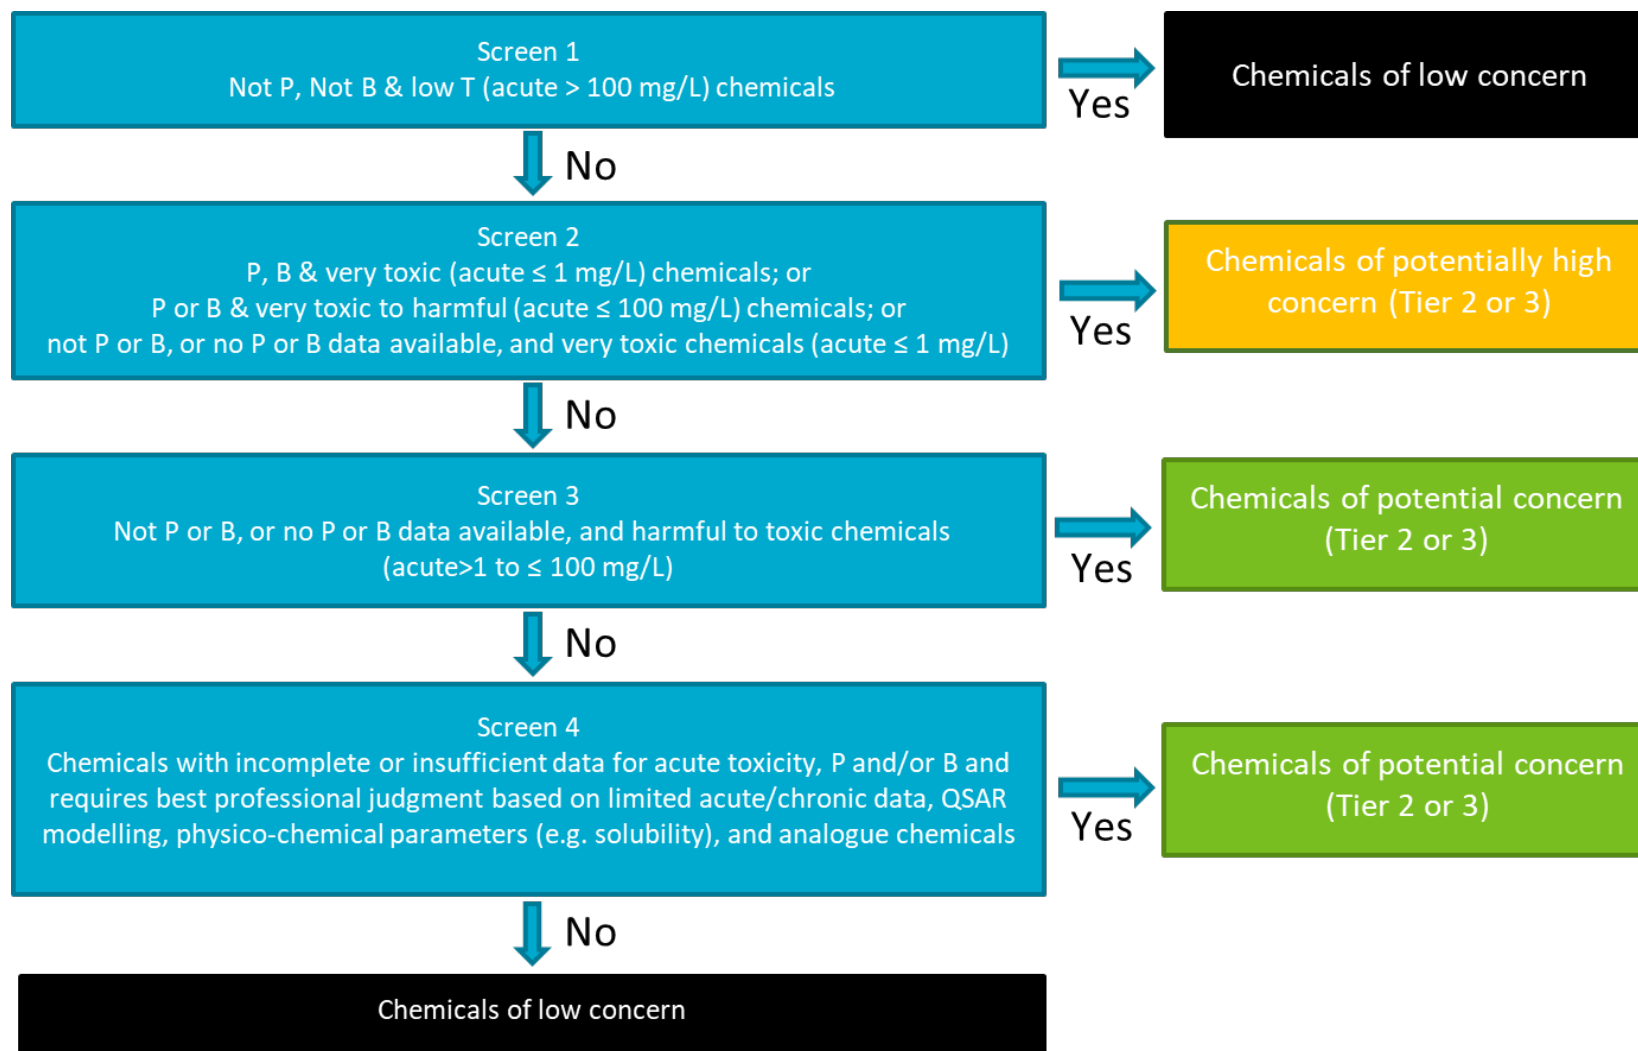 Screen 1
Not P, Not B & low T (acute > 100 mg/L) chemicals
Yes
Chemicals of low concern
No
Screen 2
P, B & very toxic (acute ≤ 1 mg/L) chemicals; or
P or B & very toxic to harmful (acute ≤ 100 mg/L) chemicals; or
not P or B, or no P or B data available, and very toxic chemicals (acute ≤ 1 mg/L)
Yes
Chemicals of potentially high
concern (Tier 2 or 3)
No
Screen 3
Not P or B, or no P or B data available, and harmful to toxic chemicals
(acute>1 to ≤ 100 mg/L)
Yes
Chemicals of potential concern
(Tier 2 or 3)
No
Screen 4
Chemicals with incomplete or insufficient data for acute toxicity, P and/or B and
requires best professional judgment based on limited acute/chronic data, QSAR
modelling, physico-chemical parameters (e.g. solubility), and analogue chemicals
Yes
Chemicals of potential concern
(Tier 2 or 3)
No
Chemicals of low concern